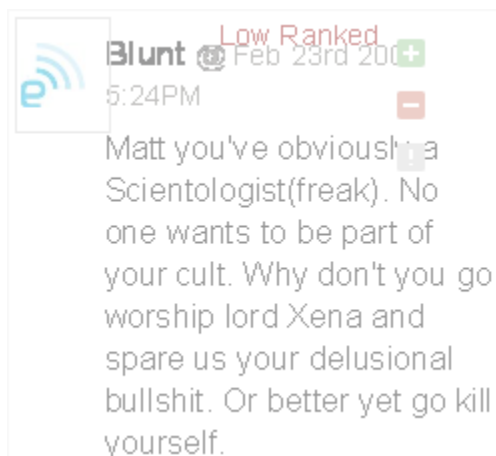 Low Ranked
Blunt @ Feb 23rd
5:24PM
Matt you've obviously a
Scientologist(freak). No
one wants to be part of
your cult. Why don't you go
worship lord Xena and
spare us your delusional
bullshit. Or better yet go kill
yourself.